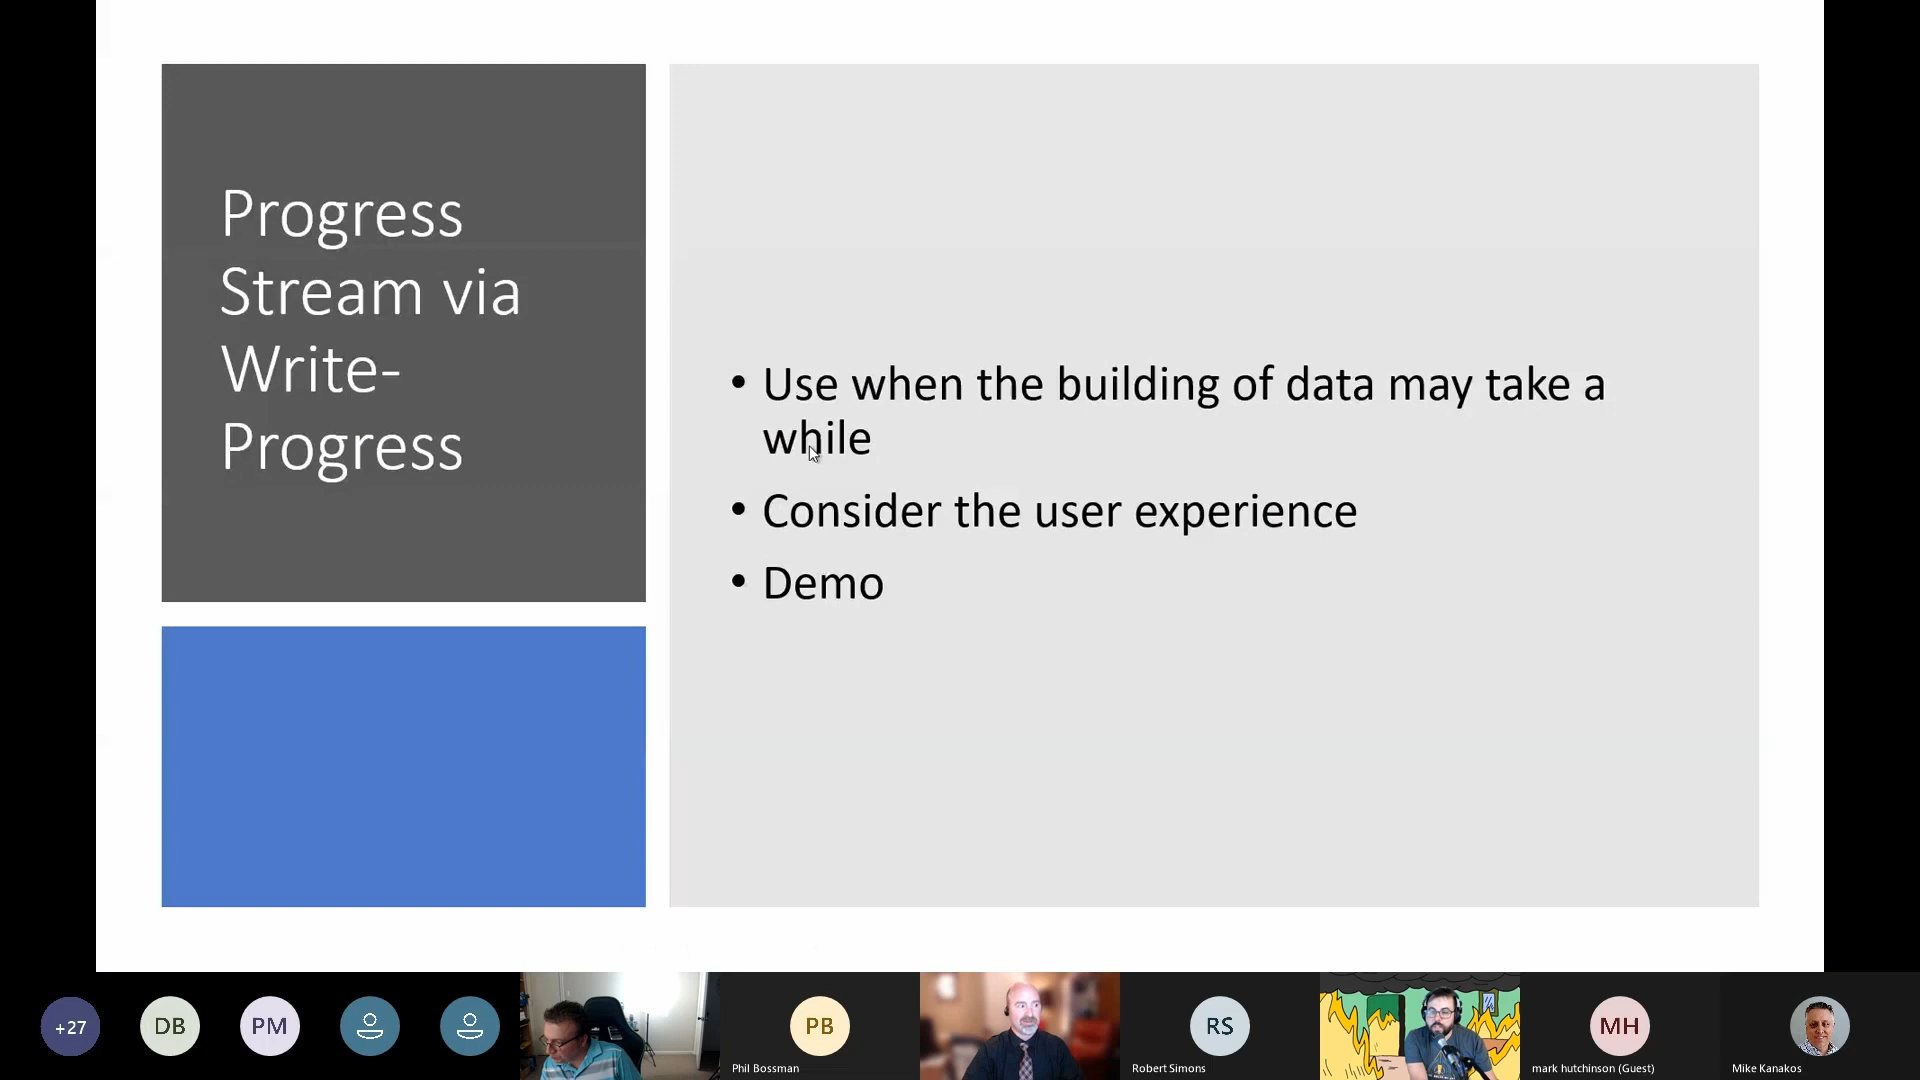 Progress
Stream via
Write-
Progress
• Use when the building of data may take a
while
• Consider the user experience
• Demo
+27
DB
PM
PB
Phil Bossman
RS
Robert Simons
MH
mark hutchinson (Guest)
Mike Kanakos